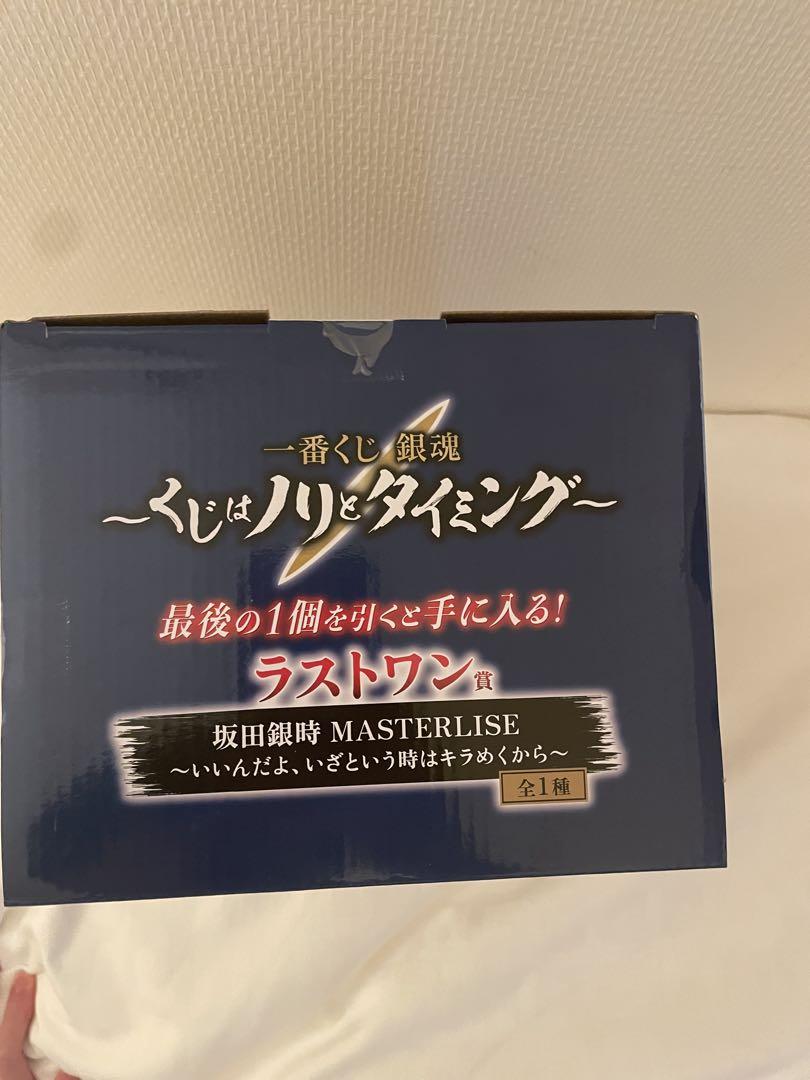 一番くじ 銀魂
～くじはノリとタイミング～
最後の1個を引くと手に入る!
ラストワン賞
坂田銀時 MASTERLISE
～いいんだよ、いざという時はキラめくから～
全1種